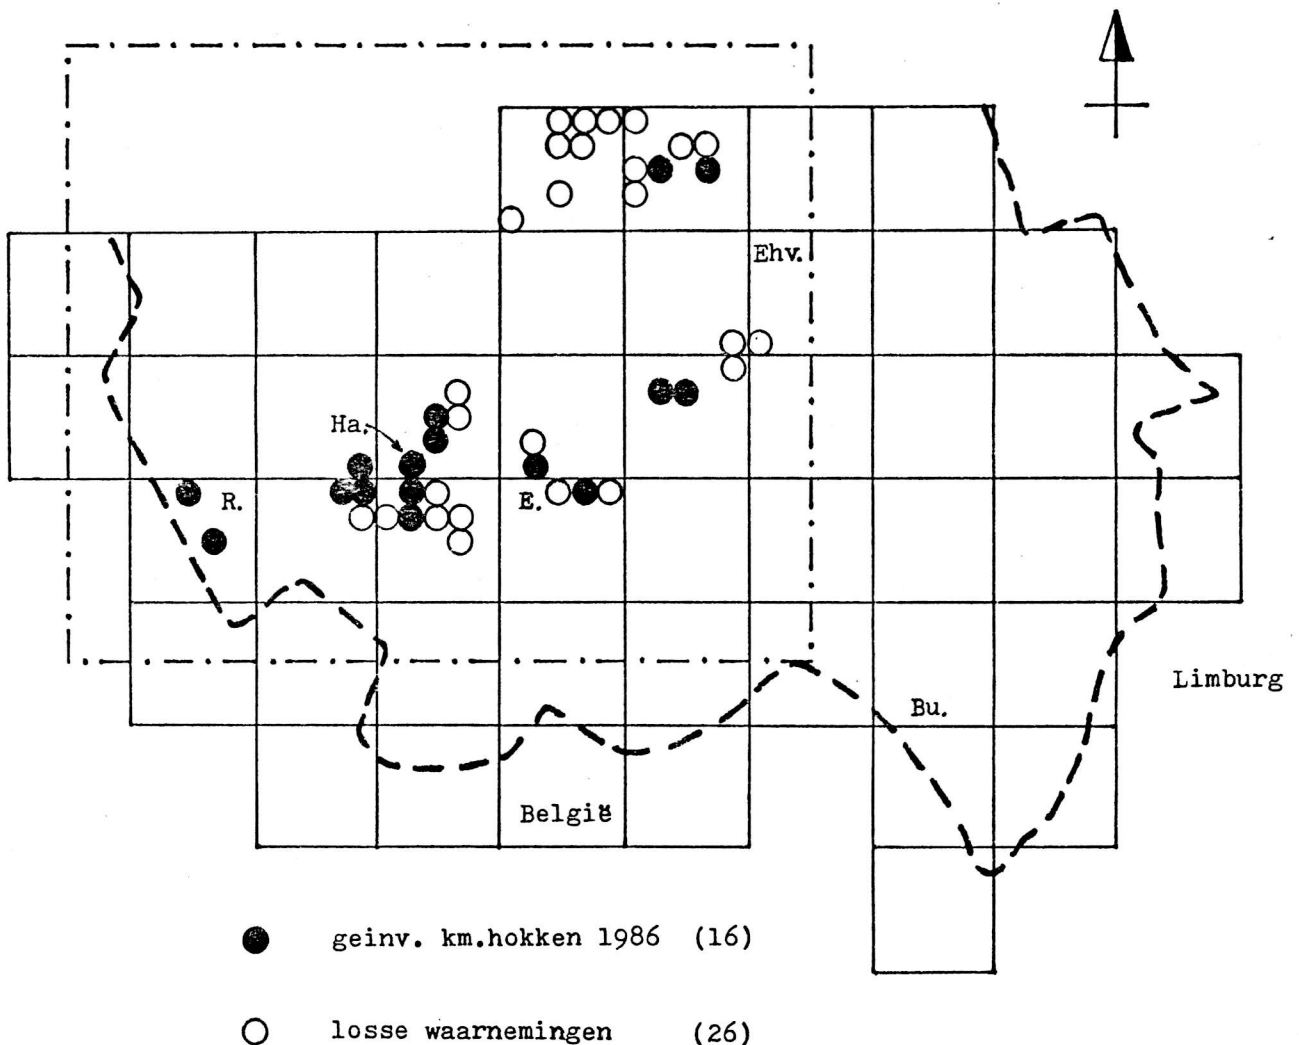 Ehv.
Ha.
R.
E.
Limburg
Bu.
België
geinv. km.hokken 1986 (16)
losse waarnemingen (26)